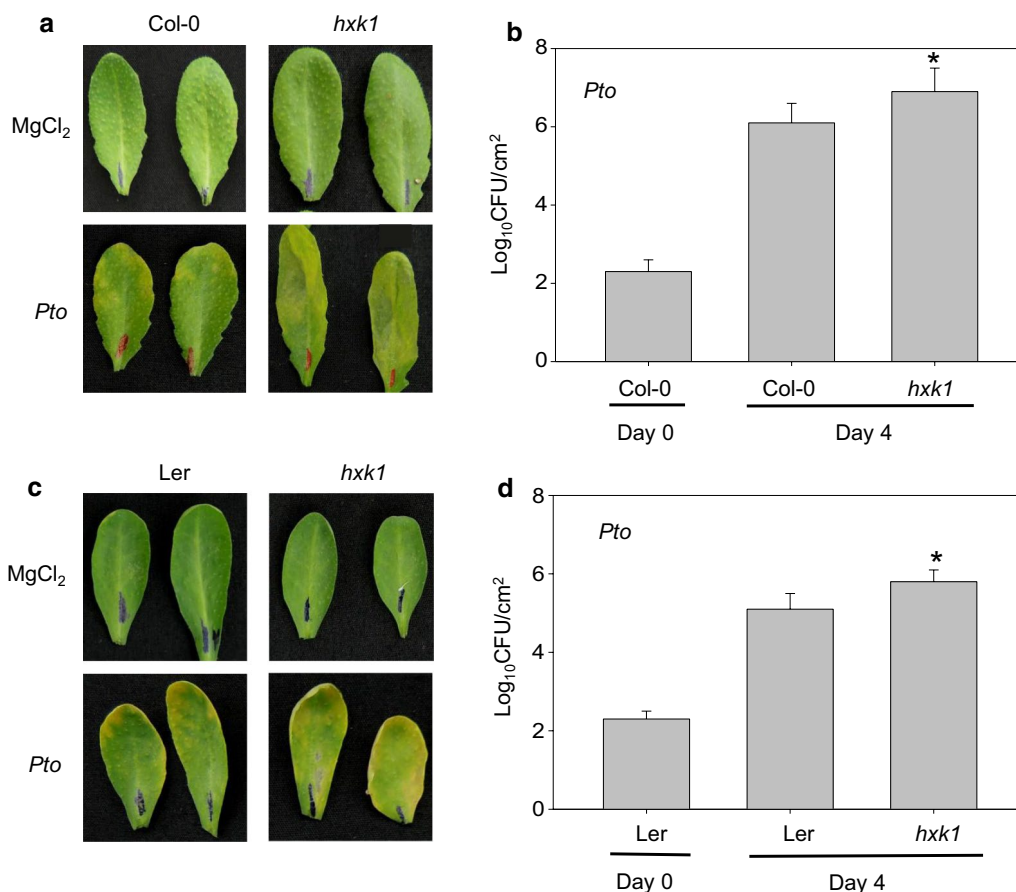 a
Col-0
hxk1
MgCl₂
Pto
b
8
6
4
2
0
Log₁₀CFU/cm²
Pto
*
Col-0
Col-0
hxk1
Day 0
Day 4
c
Ler
hxk1
MgCl₂
Pto
d
8
6
4
2
0
Log₁₀CFU/cm²
Pto
*
Ler
Ler
hxk1
Day 0
Day 4